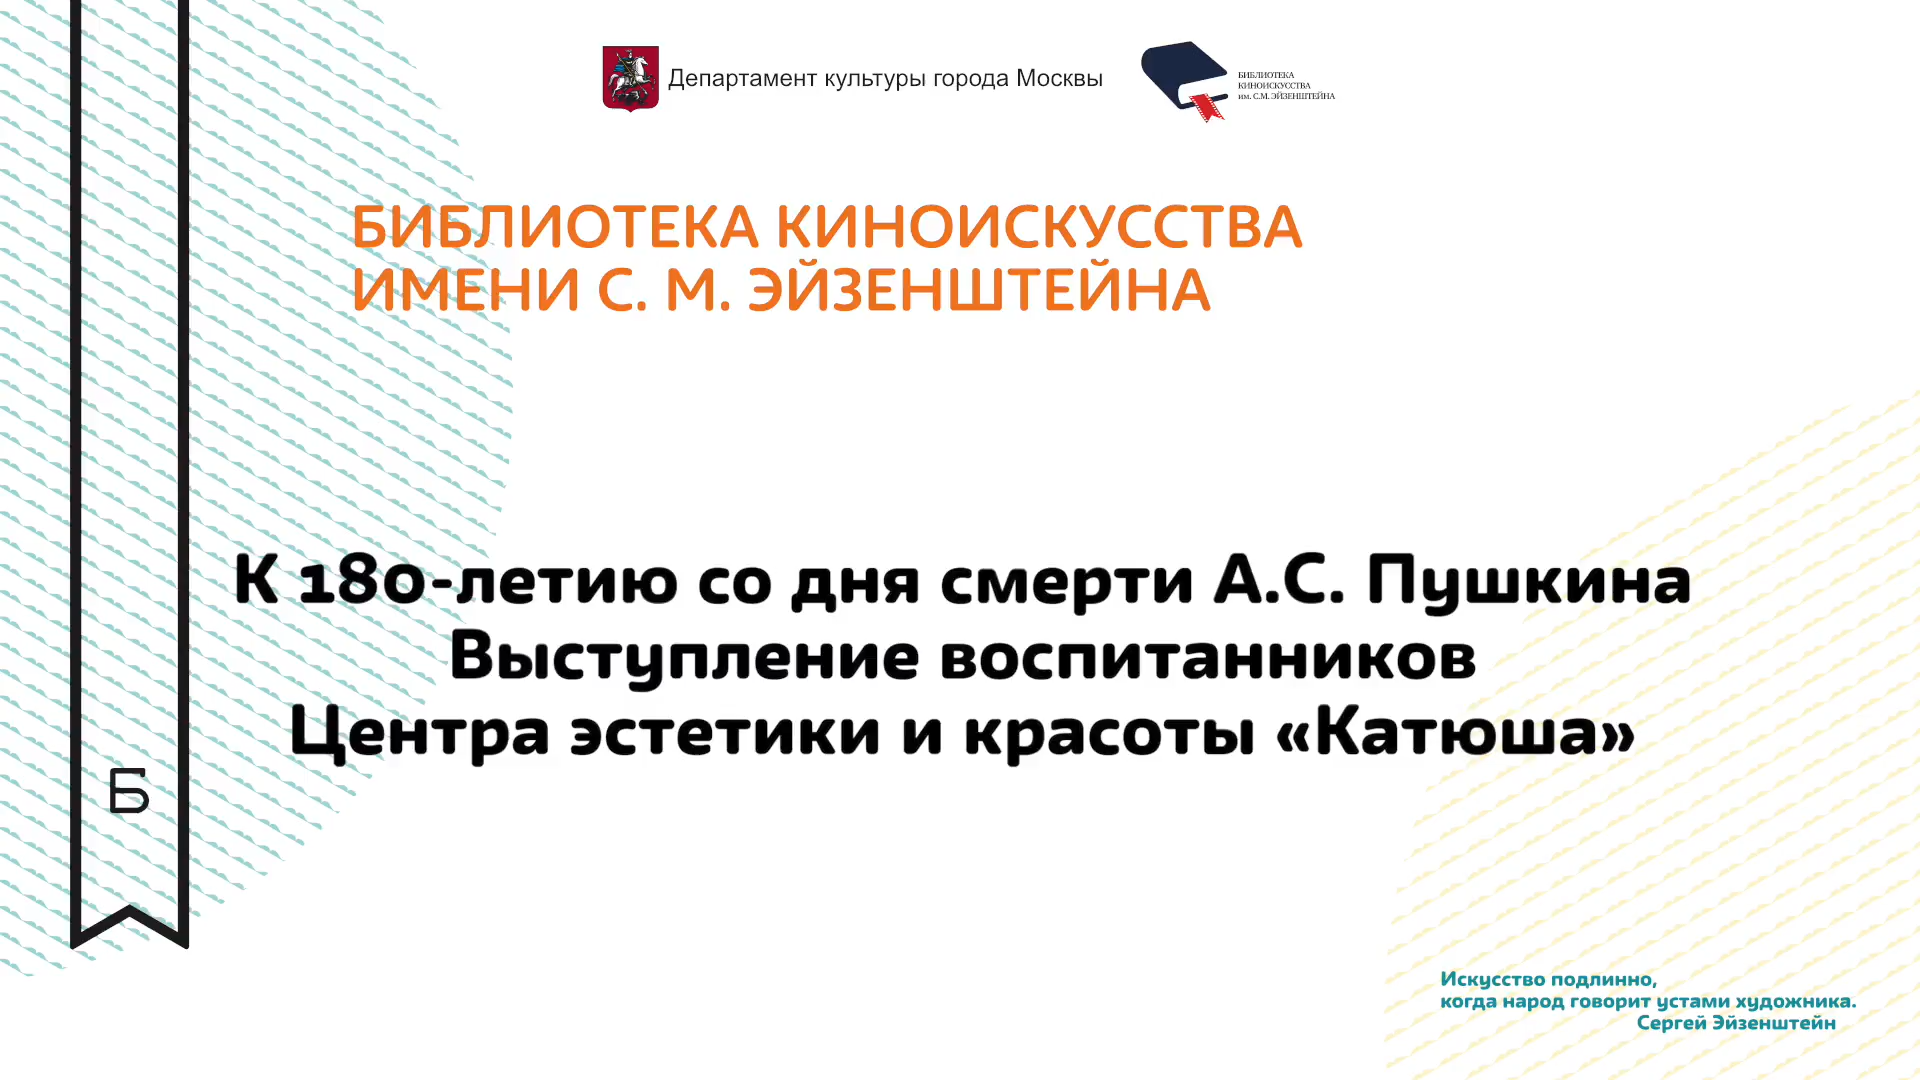 Департамент культуры города Москвы
БИБЛИОТЕКА
КИНОИСКУССТВА
им. С.М. ЭЙЗЕНШТЕЙНА
БИБЛИОТЕКА КИНОИСКУССТВА
ИМЕНИ С. М. ЭЙЗЕНШТЕЙНА
К 180-летию со дня смерти А.С. Пушкина
Выступление воспитанников
Центра эстетики и красоты «Катюша»
Б
Искусство подлинно,
когда народ говорит устами художника.
Сергей Эйзенштейн